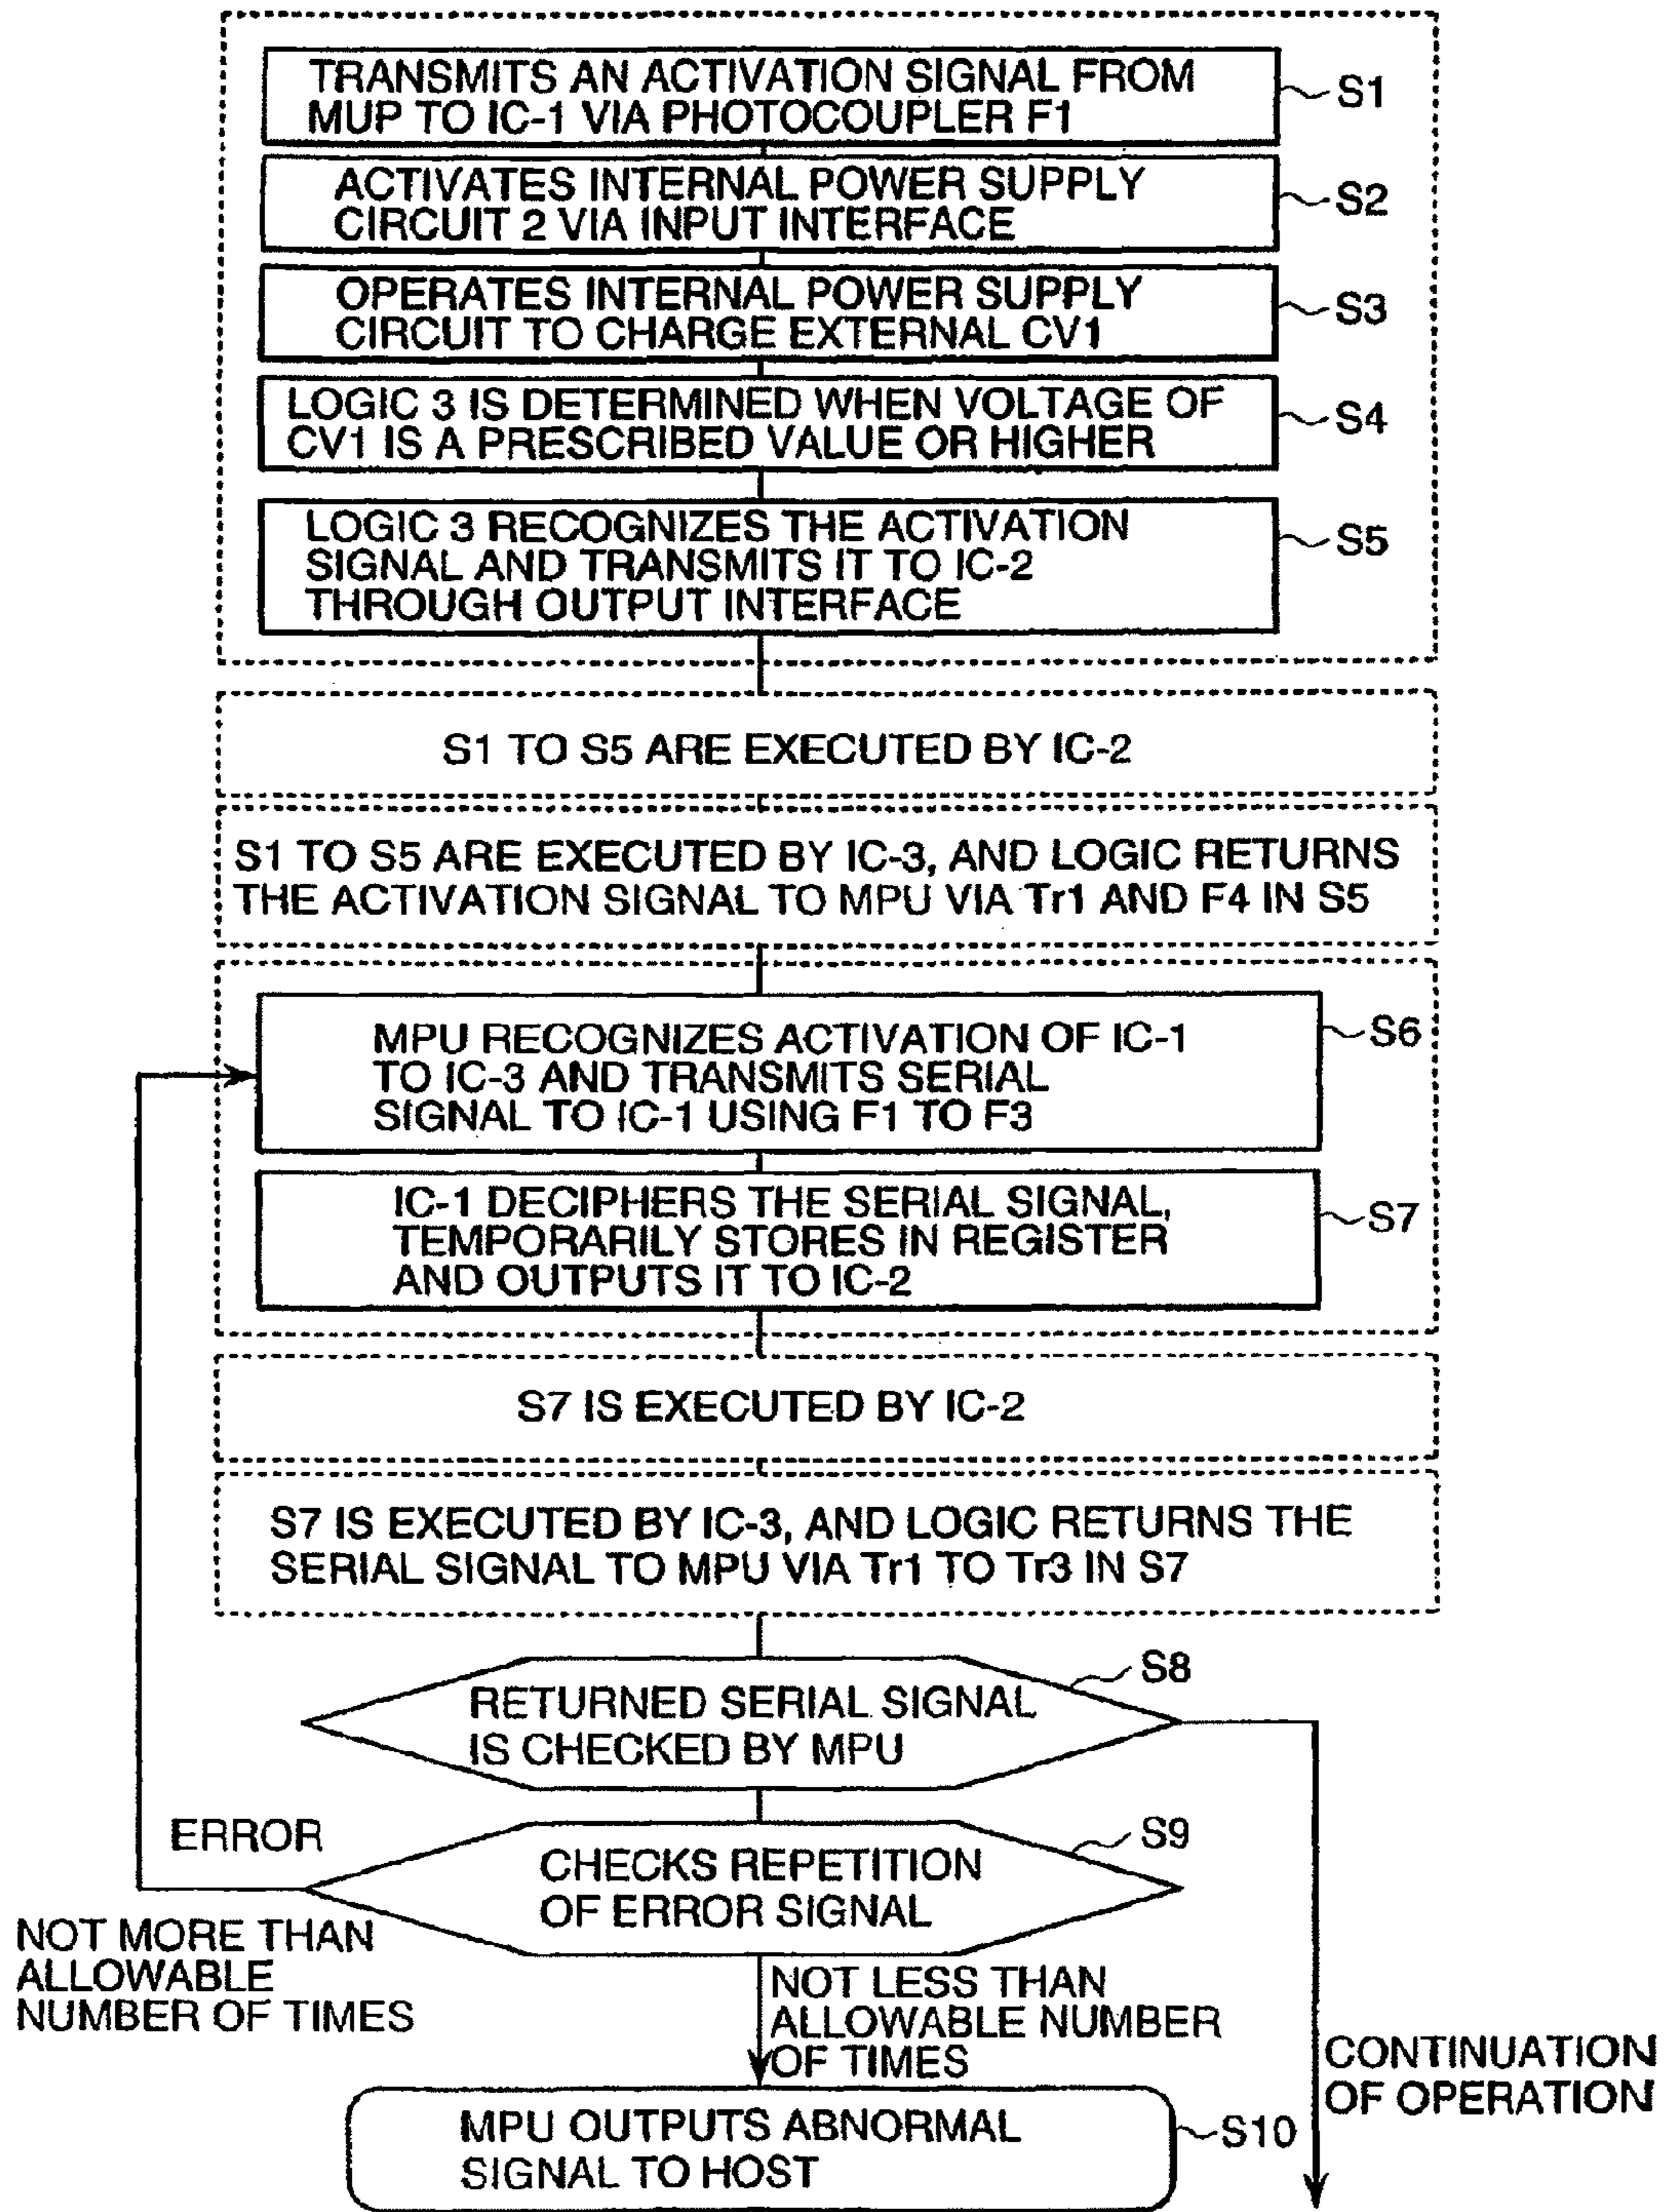 TRANSMITS AN ACTIVATION SIGNAL FROM
MUP TO IC-1 VIA PHOTOCOUPLER F1
S1
ACTIVATES INTERNAL POWER SUPPLY
CIRCUIT 2 VIA INPUT INTERFACE
S2
OPERATES INTERNAL POWER SUPPLY
CIRCUIT TO CHARGE EXTERNAL CV1
S3
LOGIC 3 IS DETERMINED WHEN VOLTAGE OF
CV1 IS A PRESCRIBED VALUE OR HIGHER
S4
LOGIC 3 RECOGNIZES THE ACTIVATION
SIGNAL AND TRANSMITS IT TO IC-2
THROUGH OUTPUT INTERFACE
S5
S1 TO S5 ARE EXECUTED BY IC-2
S1 TO S5 ARE EXECUTED BY IC-3, AND LOGIC RETURNS
THE ACTIVATION SIGNAL TO MPU VIA Tr1 AND F4 IN S5
MPU RECOGNIZES ACTIVATION OF IC-1
TO IC-3 AND TRANSMITS SERIAL
SIGNAL TO IC-1 USING F1 TO F3
S6
IC-1 DECIPHERS THE SERIAL SIGNAL,
TEMPORARILY STORES IN REGISTER
AND OUTPUTS IT TO IC-2
S7
S7 IS EXECUTED BY IC-2
S7 IS EXECUTED BY IC-3, AND LOGIC RETURNS THE
SERIAL SIGNAL TO MPU VIA Tr1 TO Tr3 IN S7
RETURNED SERIAL SIGNAL
IS CHECKED BY MPU
S8
ERROR
CHECKS REPETITION
OF ERROR SIGNAL
S9
NOT MORE THAN
ALLOWABLE
NUMBER OF TIMES
NOT LESS THAN
ALLOWABLE NUMBER
OF TIMES
CONTINUATION
OF OPERATION
MPU OUTPUTS ABNORMAL
SIGNAL TO HOST
S10